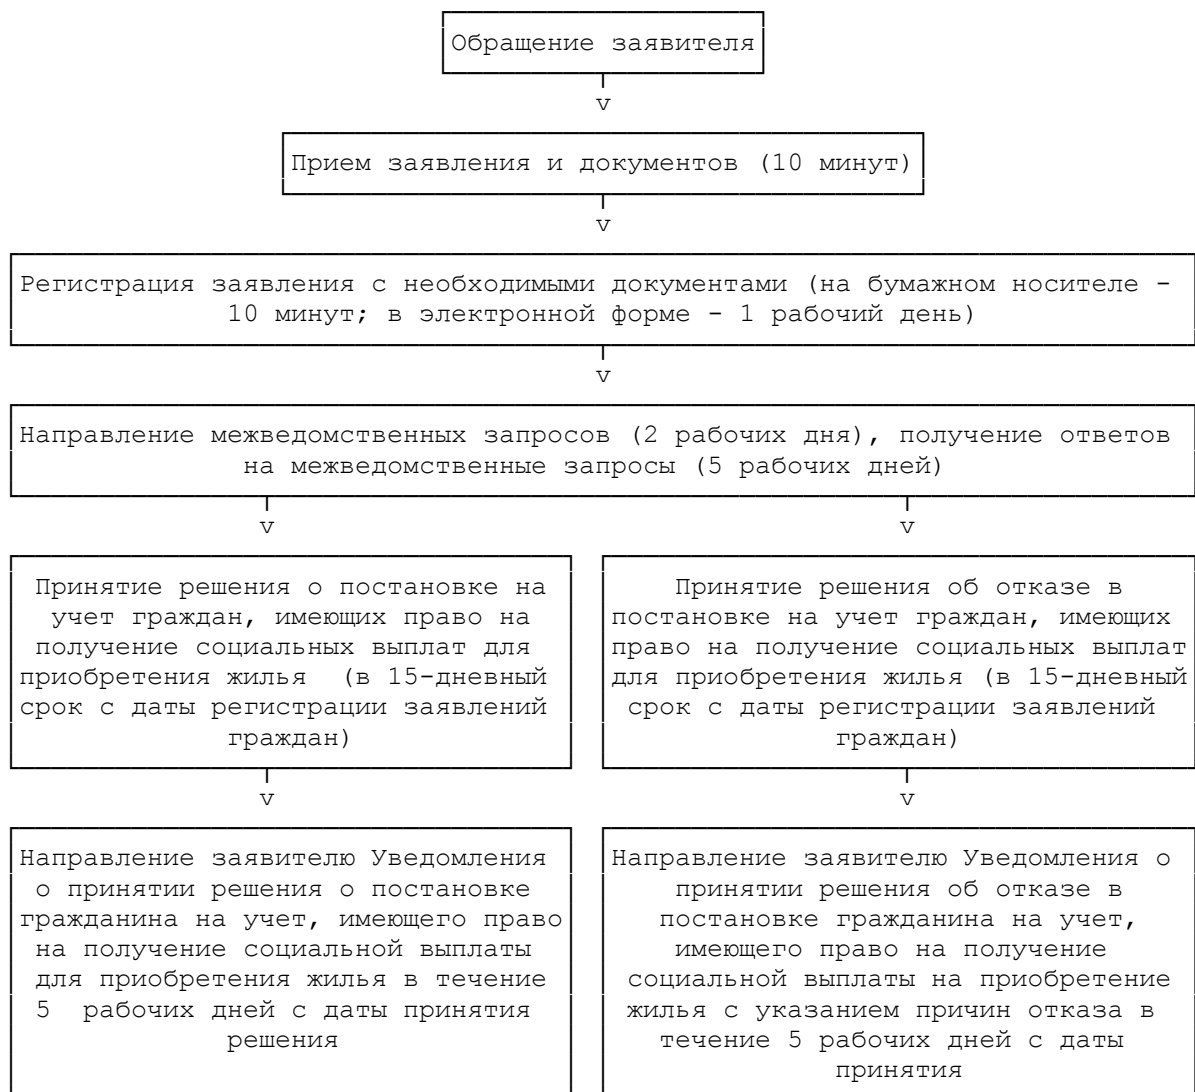 Обращение заявителя
v
Прием заявления и документов (10 минут)
v
Регистрация заявления с необходимыми документами (на бумажном носителе -
10 минут; в электронной форме - 1 рабочий день)
v
Направление межведомственных запросов (2 рабочих дня), получение ответов
на межведомственные запросы (5 рабочих дней)
v
v
Принятие решения о постановке на
учет граждан, имеющих право на
получение социальных выплат для
приобретения жилья (в 15-дневный
срок с даты регистрации заявлений
граждан)
Принятие решения об отказе в
постановке на учет граждан, имеющих
право на получение социальных выплат
для приобретения жилья (в 15-дневный
срок с даты регистрации заявлений
граждан)
v
v
Направление заявителю Уведомления
о принятии решения о постановке
гражданина на учет, имеющего право
на получение социальной выплаты
для приобретения жилья в течение
5 рабочих дней с даты принятия
решения
Направление заявителю Уведомления о
принятии решения об отказе в
постановке гражданина на учет,
имеющего право на получение
социальной выплаты на приобретение
жилья с указанием причин отказа в
течение 5 рабочих дней с даты
принятия